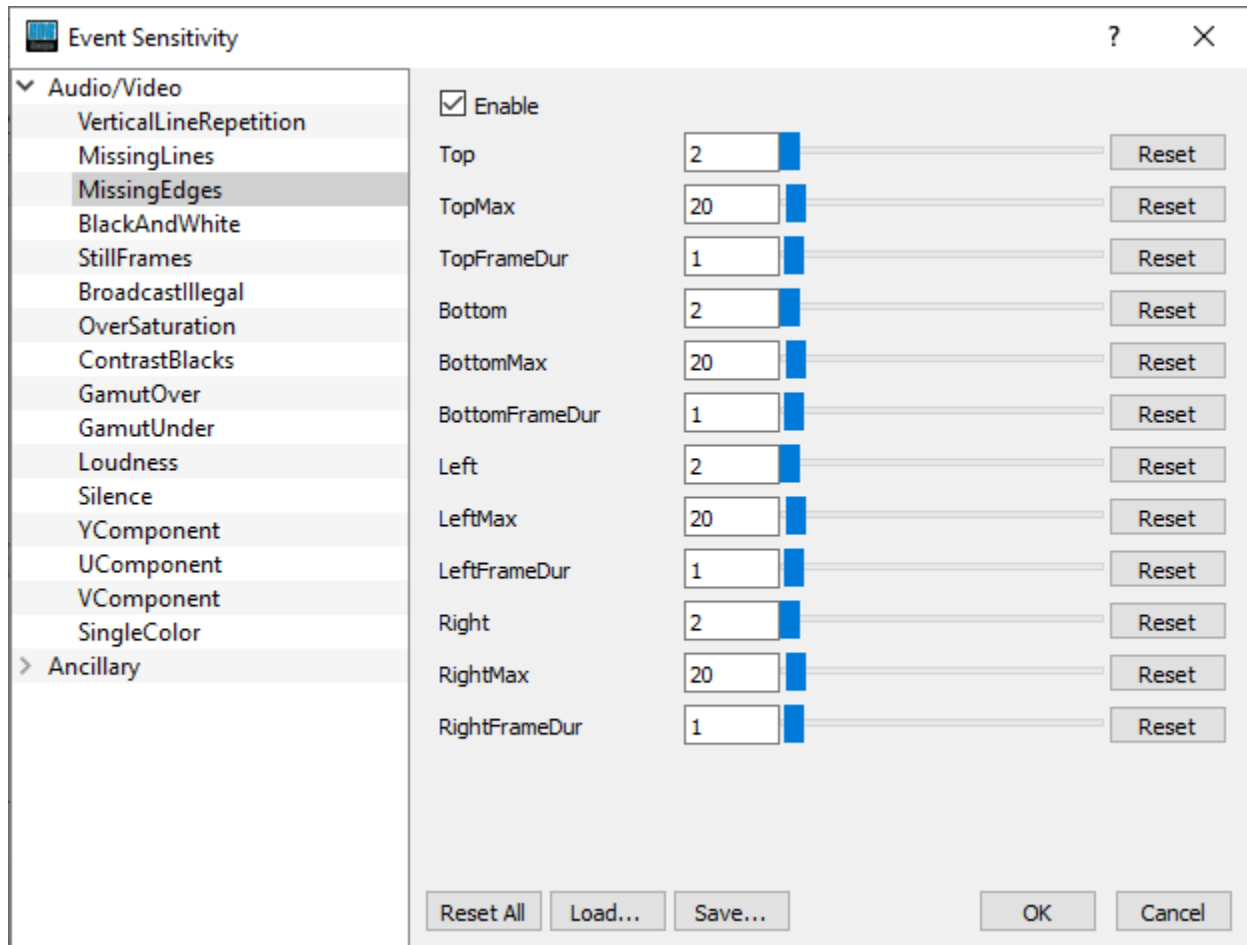 Event Sensitivity
?
Audio/Video
VerticalLineRepetition
MissingLines
MissingEdges
BlackAndWhite
StillFrames
BroadcastIllegal
OverSaturation
ContrastBlacks
GamutOver
GamutUnder
Loudness
Silence
YComponent
UComponent
VComponent
SingleColor
Ancillary
Enable
Top 2 Reset
TopMax 20 Reset
TopFrameDur 1 Reset
Bottom 2 Reset
BottomMax 20 Reset
BottomFrameDur 1 Reset
Left 2 Reset
LeftMax 20 Reset
LeftFrameDur 1 Reset
Right 2 Reset
RightMax 20 Reset
RightFrameDur 1 Reset
Reset All Load... Save... OK Cancel